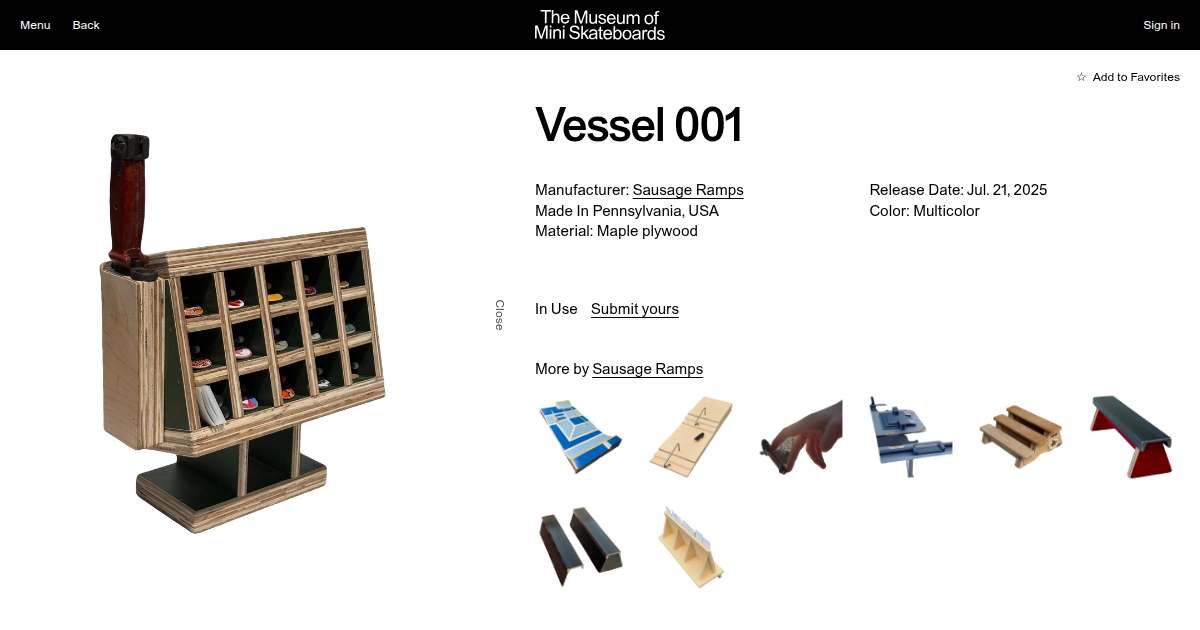 Menu
Back
The Museum of
Mini Skateboards
Sign in
☆ Add to Favorites
Vessel 001
Manufacturer: Sausage Ramps
Made In Pennsylvania, USA
Material: Maple plywood
Release Date: Jul. 21, 2025
Color: Multicolor
Close
In Use
Submit yours
More by Sausage Ramps